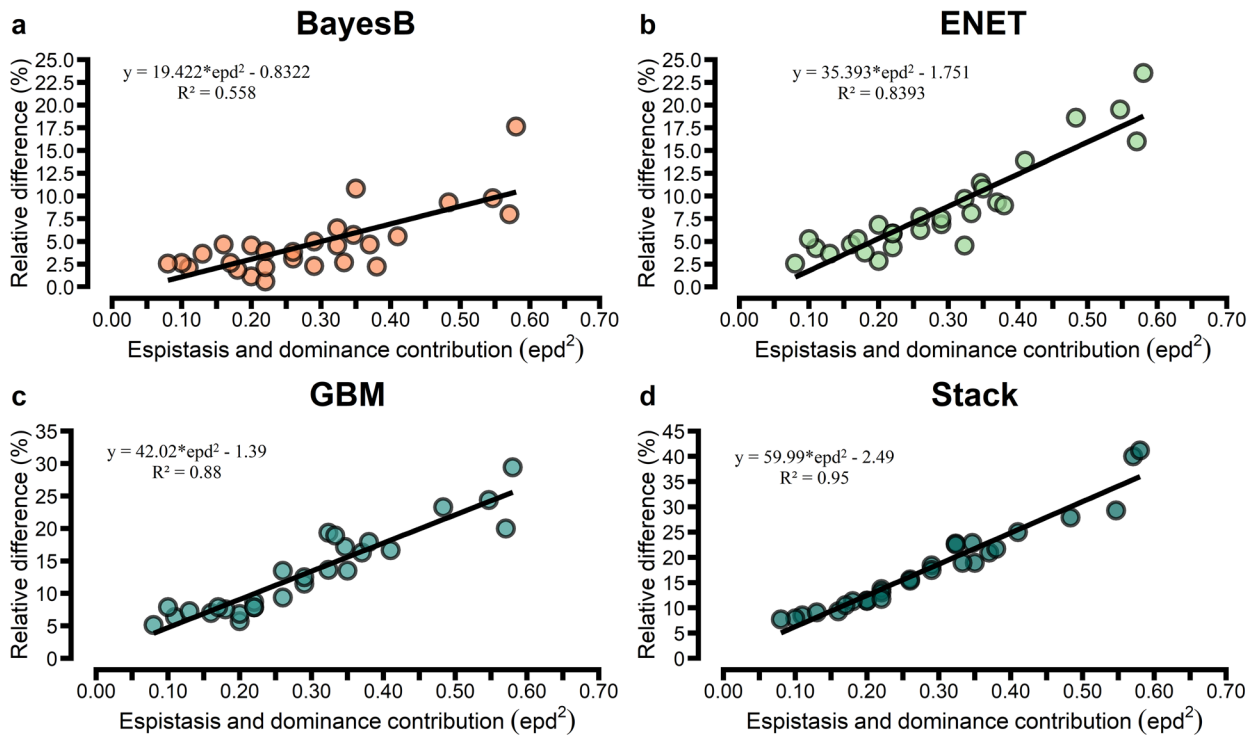 a BayesB
y = 19.422*epd² - 0.8322
R² = 0.558
Relative difference (%)
25.0
22.5
20.0
17.5
15.0
12.5
10.0
7.5
5.0
2.5
0.0
0.00 0.10 0.20 0.30 0.40 0.50 0.60 0.70
Espistasis and dominance contribution (epd²)
b ENET
y = 35.393*epd² - 1.751
R² = 0.8393
Relative difference (%)
25.0
22.5
20.0
17.5
15.0
12.5
10.0
7.5
5.0
2.5
0.0
0.00 0.10 0.20 0.30 0.40 0.50 0.60 0.70
Espistasis and dominance contribution (epd²)
c GBM
y = 42.02*epd² - 1.39
R² = 0.88
Relative difference (%)
35
30
25
20
15
10
5
0
0.00 0.10 0.20 0.30 0.40 0.50 0.60 0.70
Espistasis and dominance contribution (epd²)
d Stack
y = 59.99*epd² - 2.49
R² = 0.95
Relative difference (%)
45
40
35
30
25
20
15
10
5
0
0.00 0.10 0.20 0.30 0.40 0.50 0.60 0.70
Espistasis and dominance contribution (epd²)